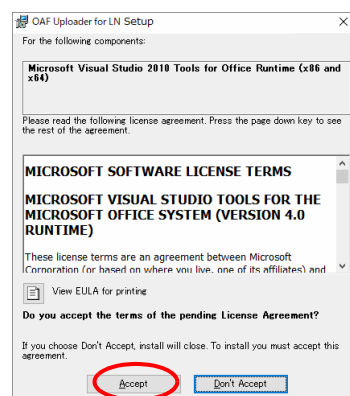 OAF Uploader for LN Setup
For the following components:
Microsoft Visual Studio 2010 Tools for Office Runtime (x86 and
x64)
Please read the following license agreement. Press the page down key to see
the rest of the agreement.
MICROSOFT SOFTWARE LICENSE TERMS
MICROSOFT VISUAL STUDIO TOOLS FOR THE
MICROSOFT OFFICE SYSTEM (VERSION 4.0
RUNTIME)
These license terms are an agreement between Microsoft
Corporation (or based on where you live, one of its affiliates) and
View EULA for printing
Do you accept the terms of the pending License Agreement?
If you choose Don't Accept, install will close. To install you must accept this
agreement.
Accept
Don't Accept